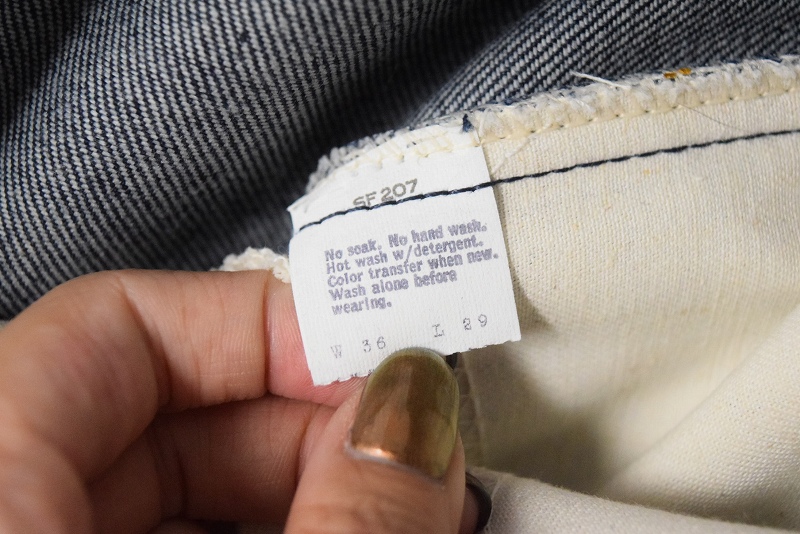 SF 207
No soak. No hand wash.
Hot wash w/detergent.
Color transfer when new.
Wash alone before
wearing.
W 36 L 29